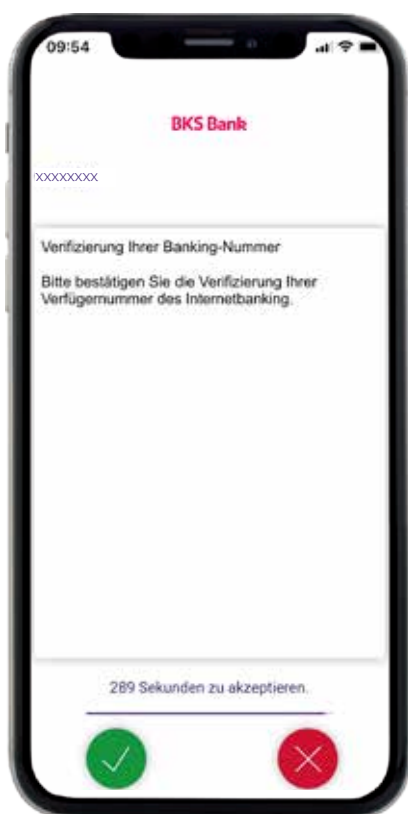 09:54
BKS Bank
xxxxxxxx
Verifizierung Ihrer Banking-Nummer
Bitte bestätigen Sie die Verifizierung Ihrer
Verfügernummer des Internetbanking.
289 Sekunden zu akzeptieren.